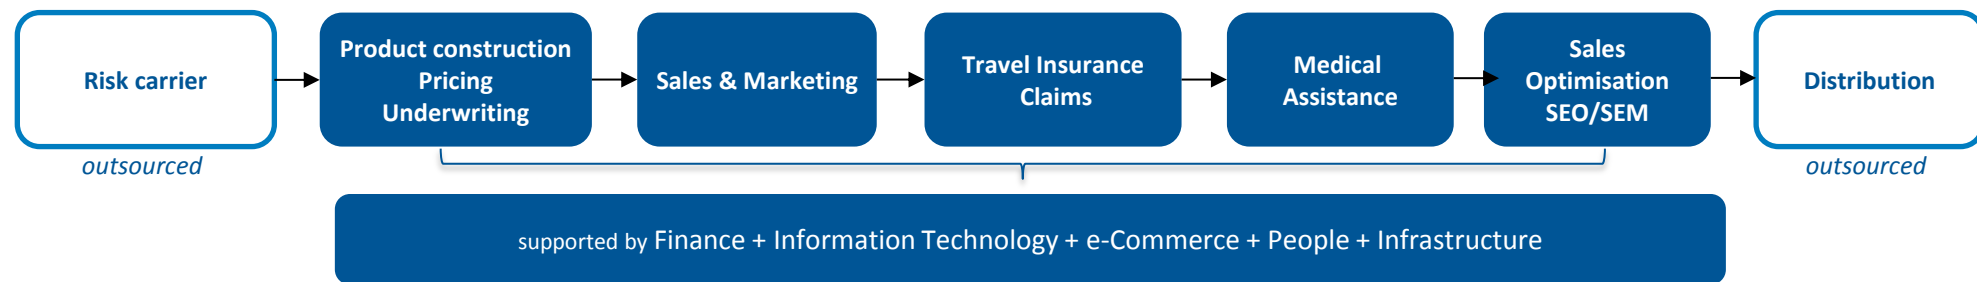 Risk carrier
outsourced
Product construction
Pricing
Underwriting
Sales & Marketing
Travel Insurance
Claims
Medical
Assistance
Sales
Optimisation
SEO/SEM
Distribution
outsourced
supported by Finance + Information Technology + e-Commerce + People + Infrastructure